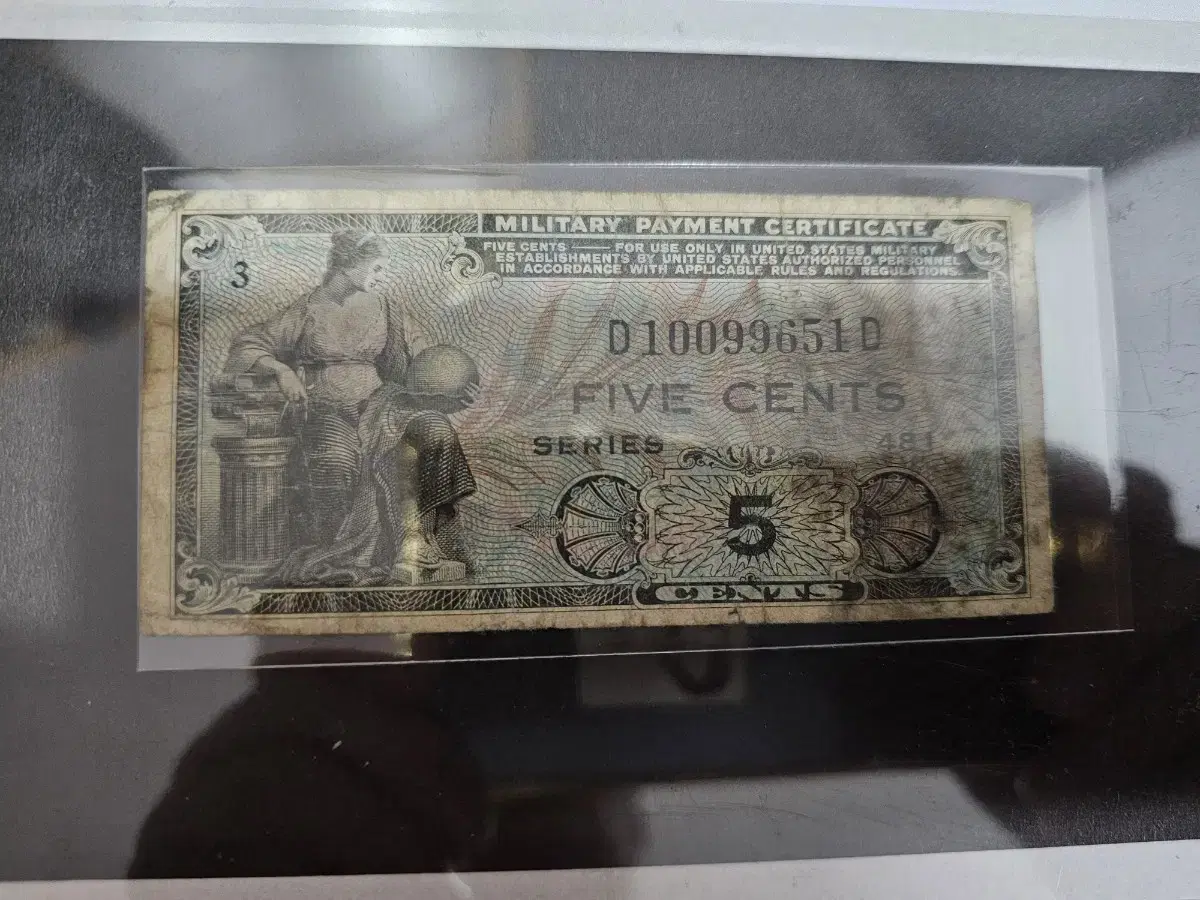 MILITARY PAYMENT CERTIFICATE
FIVE CENTS — FOR USE ONLY IN UNITED STATES MILITARY
ESTABLISHMENTS BY UNITED STATES AUTHORIZED PERSONNEL
IN ACCORDANCE WITH APPLICABLE RULES AND REGULATIONS.
3
D10099651D
FIVE CENTS
SERIES 481
5
CENTS